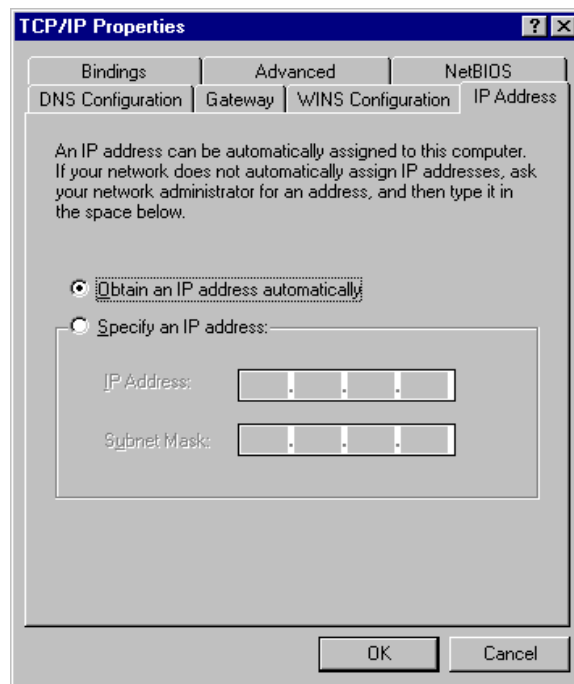 TCP/IP Properties
Bindings
Advanced
NetBIOS
DNS Configuration
Gateway
WINS Configuration
IP Address
An IP address can be automatically assigned to this computer.
If your network does not automatically assign IP addresses, ask
your network administrator for an address, and then type it in
the space below.
Obtain an IP address automatically
Specify an IP address:
IP Address:
Subnet Mask:
OK
Cancel